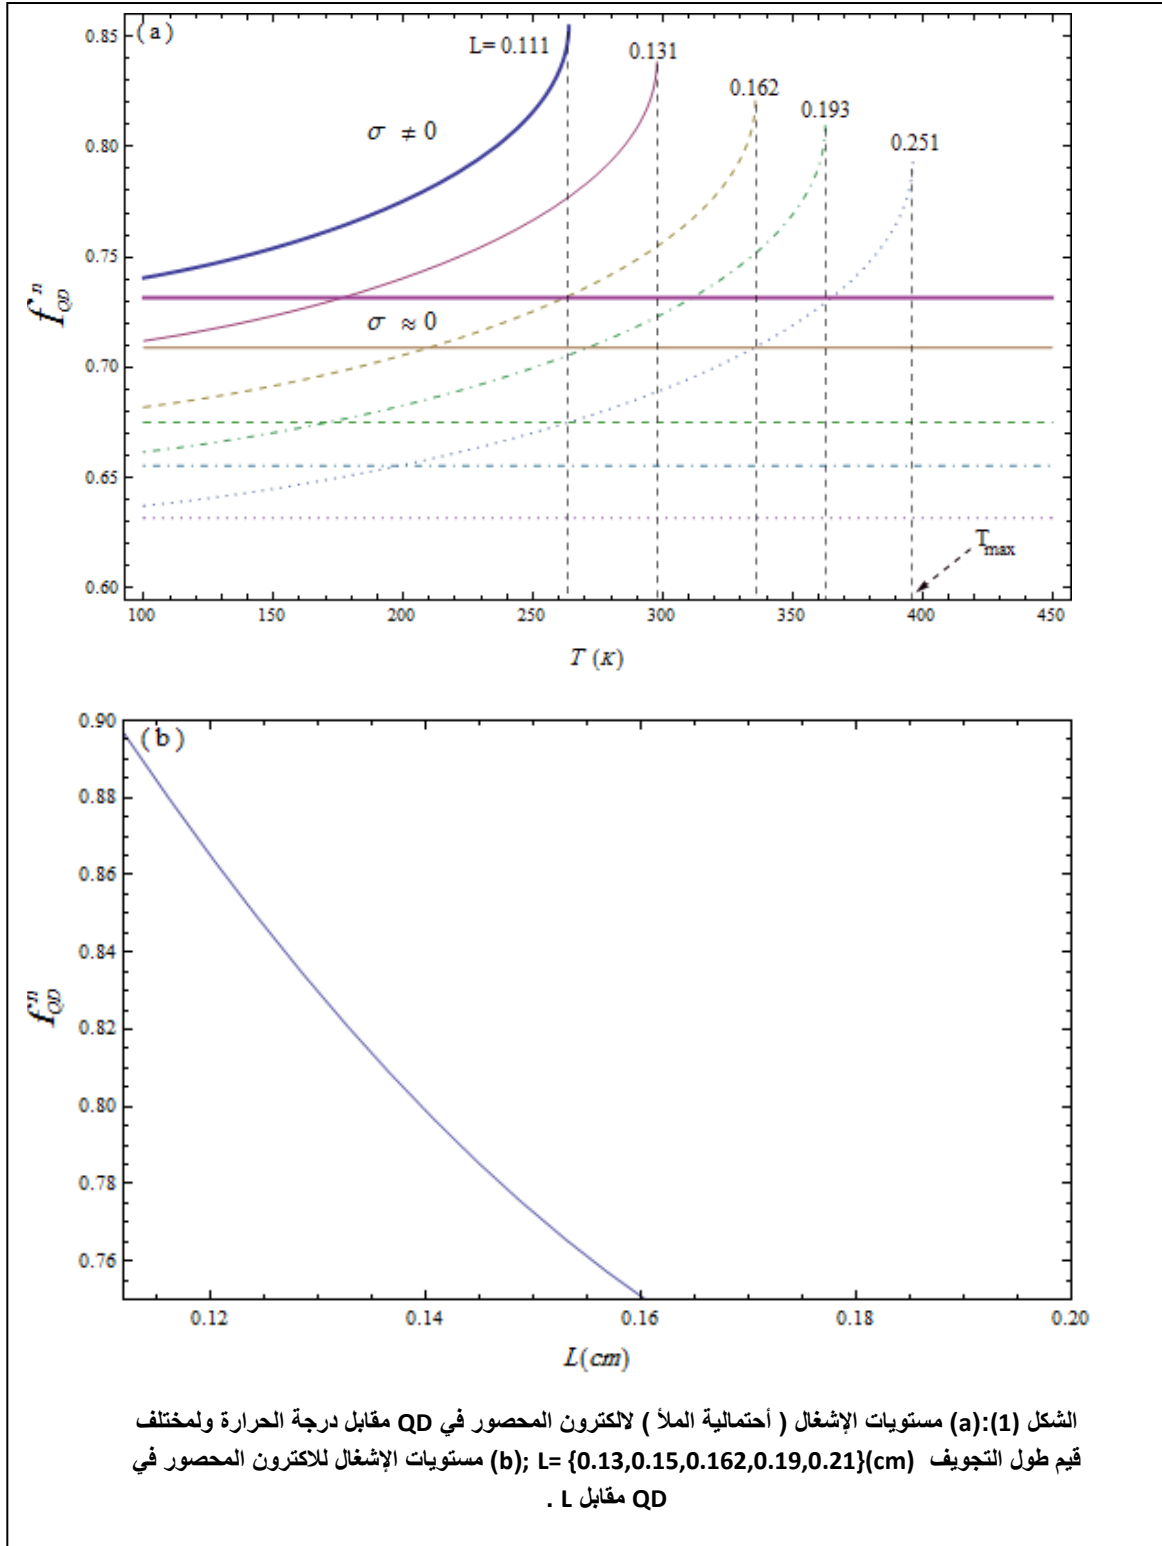 (a)
L= 0.111
0.131
0.162
0.193
0.251
σ ≠ 0
σ ≈ 0
T_max
f_QD^n
0.85
0.80
0.75
0.70
0.65
0.60
100 150 200 250 300 350 400 450
T (K)
(b)
f_QD^n
0.90
0.88
0.86
0.84
0.82
0.80
0.78
0.76
0.12 0.14 0.16 0.18 0.20
L(cm)
الشكل (1):(a) مستويات الإشغال ( أحتمالية الملأ ) لالكترون المحصور في QD مقابل درجة الحرارة ولمختلف
قيم طول التجويف L= {0.13,0.15,0.162,0.19,0.21}(cm) ;(b) مستويات الإشغال للاكترون المحصور في
QD مقابل L .